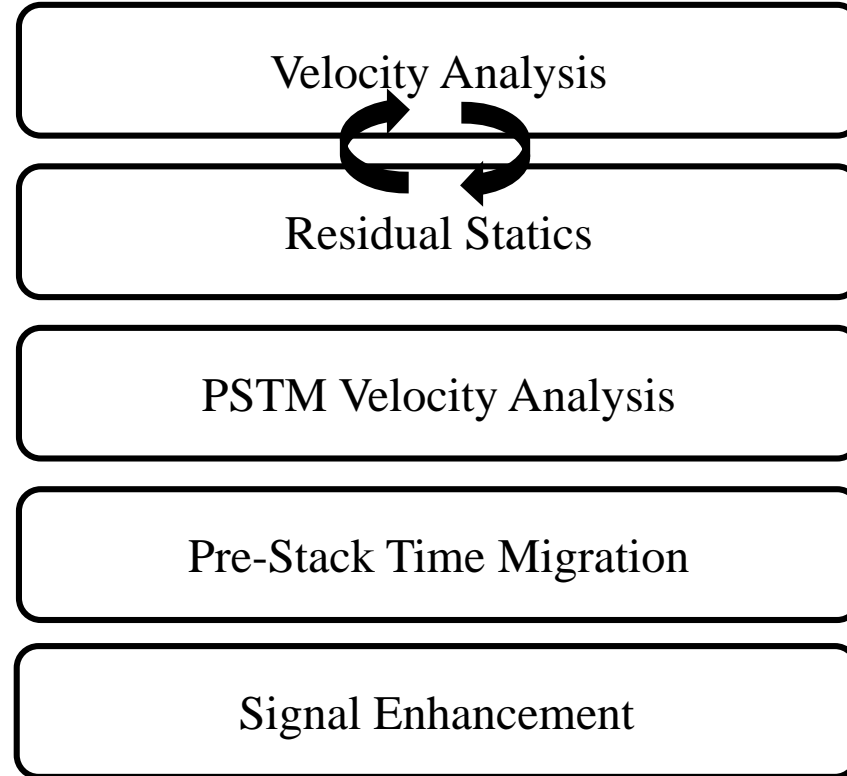 Velocity Analysis
Residual Statics
PSTM Velocity Analysis
Pre-Stack Time Migration
Signal Enhancement